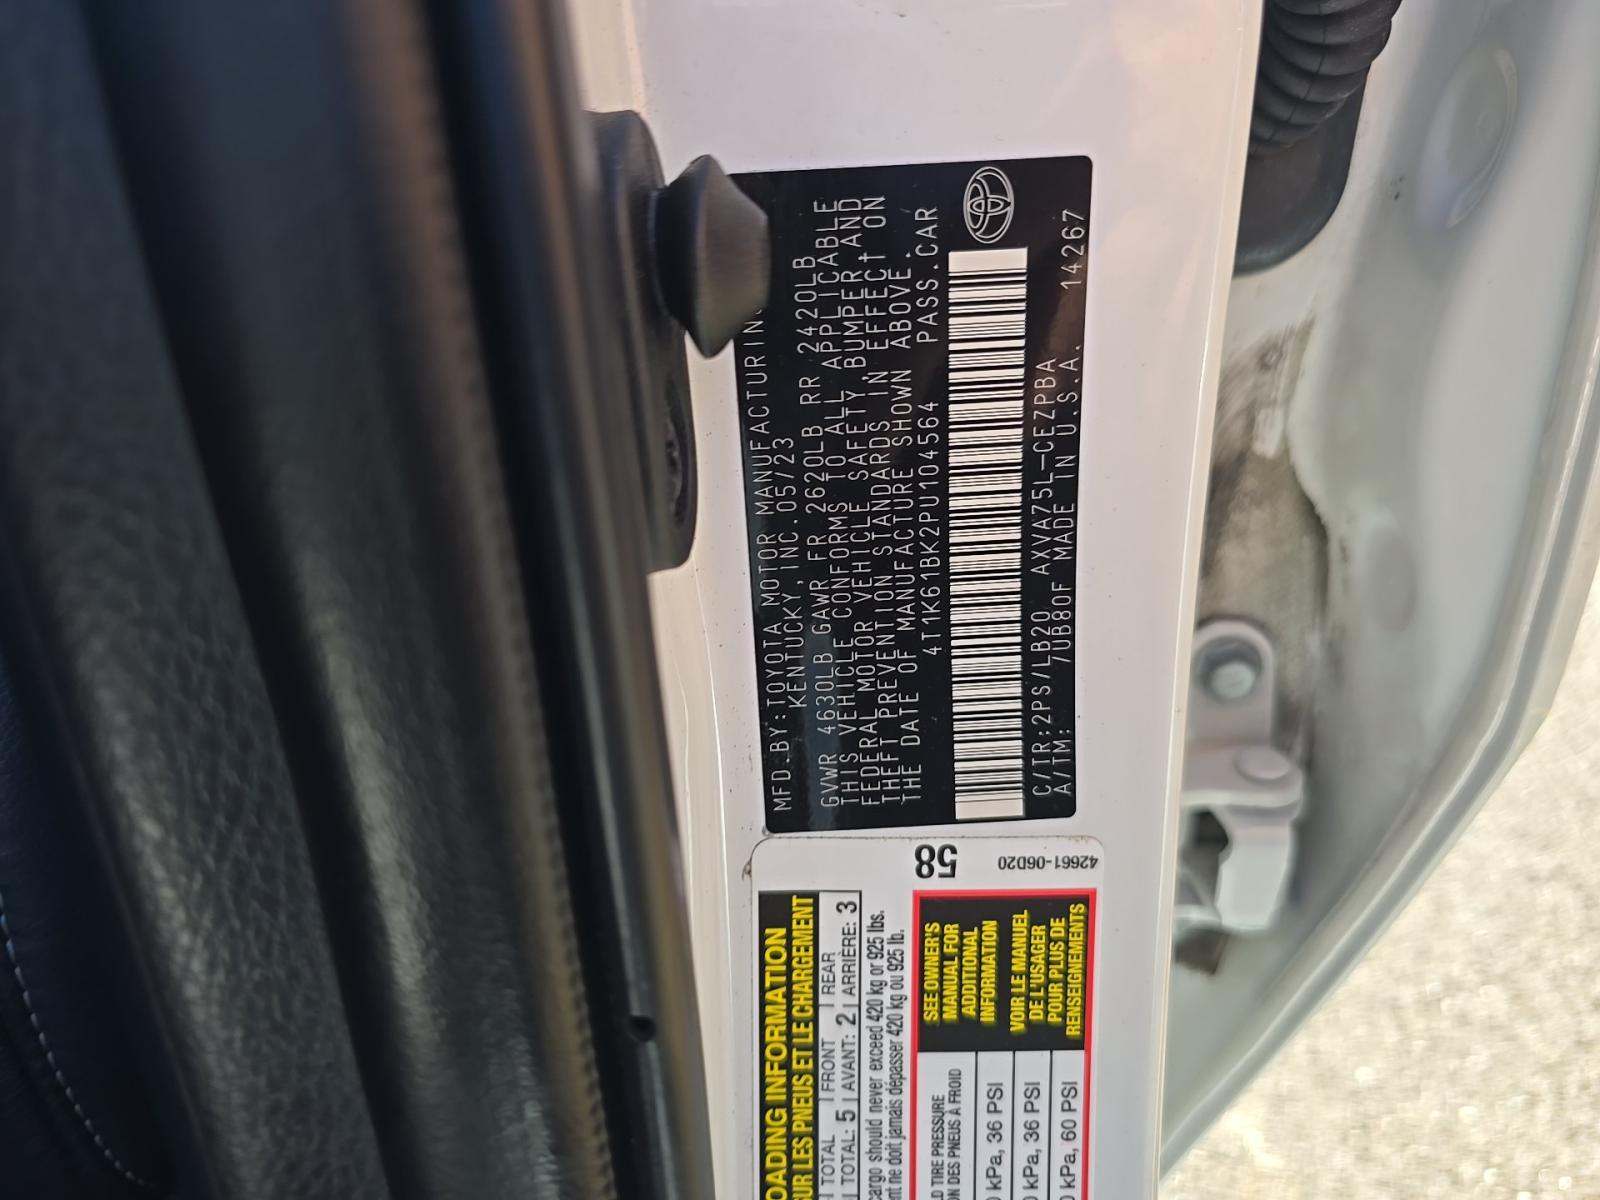 MFD.BY:TOYOTA MOTOR MANUFACTURING
KENTUCKY,INC.05/23
GVWR 4630LB GAWR FR 2620LB RR 2420LB
THIS VEHICLE CONFORMS TO ALL APPLICABLE
FEDERAL MOTOR VEHICLE SAFETY, BUMPER, AND
THEFT PREVENTION STANDARDS IN EFFECT ON
THE DATE OF MANUFACTURE SHOWN ABOVE.
4T1K61BK2PU104564 PASS.CAR
C/TR:2PS/LB20 AXVA75L-CEZPBA
A/TM: 7UB80F MADE IN U.S.A. 14267
58
42661-06D20
LOADING INFORMATION
SUR LES PNEUS ET LE CHARGEMENT
TOTAL FRONT REAR
TOTAL: 5 AVANT: 2 ARRIÈRE: 3
cargo should never exceed 420 kg or 925 lbs.
ne doit jamais dépasser 420 kg ou 925 lb.
TIRE PRESSURE
DES PNEUS À FROID
kPa, 36 PSI
kPa, 36 PSI
kPa, 60 PSI
SEE OWNER'S
MANUAL FOR
ADDITIONAL
INFORMATION
VOIR LE MANUEL
DE L'USAGER
POUR PLUS DE
RENSEIGNEMENTS